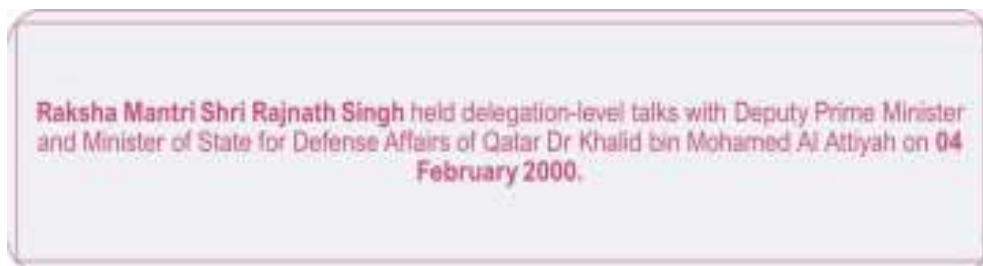 Raksha Mantri Shri Rajnath Singh held delegation-level talks with Deputy Prime Minister
and Minister of State for Defense Affairs of Qatar Dr Khalid bin Mohamed Al Attiyah on 04
February 2000.